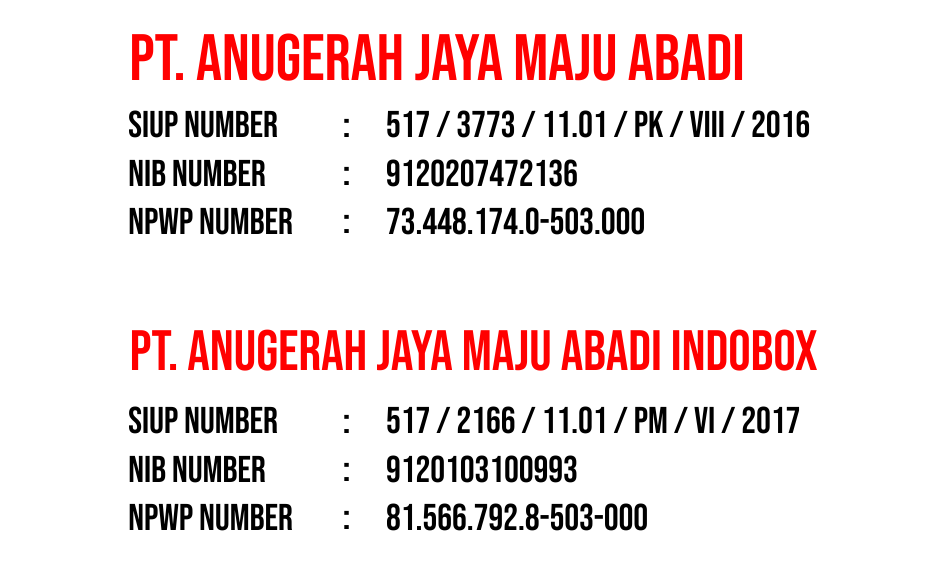 PT. ANUGERAH JAYA MAJU ABADI
SIUP NUMBER : 517 / 3773 / 11.01 / PK / VIII / 2016
NIB NUMBER : 9120207472136
NPWP NUMBER : 73.448.174.0-503.000
PT. ANUGERAH JAYA MAJU ABADI INDOBOX
SIUP NUMBER : 517 / 2166 / 11.01 / PM / VI / 2017
NIB NUMBER : 9120103100993
NPWP NUMBER : 81.566.792.8-503-000